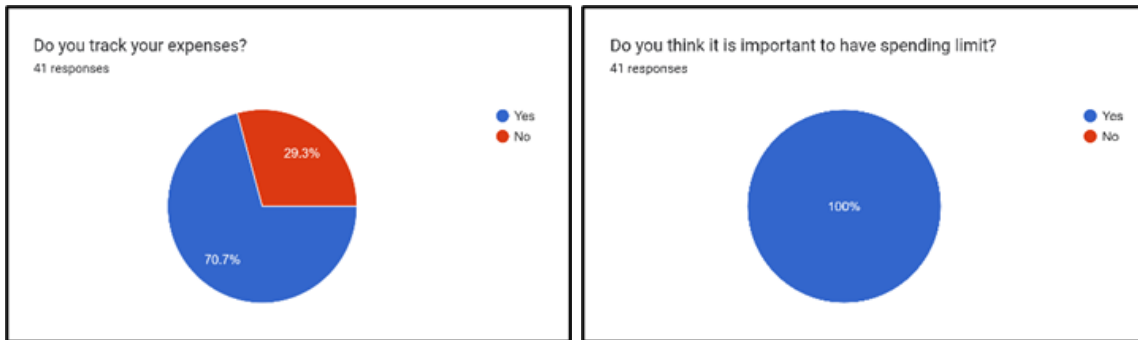 Do you track your expenses?
41 responses
Yes
No
29.3%
70.7%
Do you think it is important to have spending limit?
41 responses
Yes
No
100%